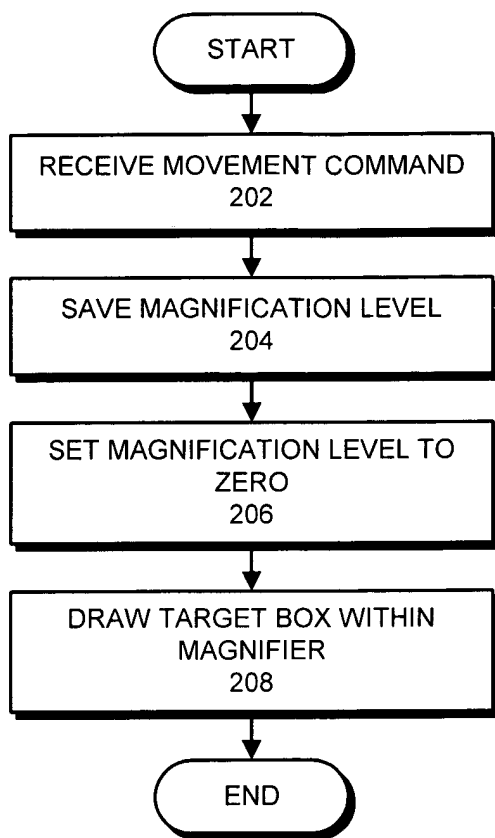 START
RECEIVE MOVEMENT COMMAND
202
SAVE MAGNIFICATION LEVEL
204
SET MAGNIFICATION LEVEL TO
ZERO
206
DRAW TARGET BOX WITHIN
MAGNIFIER
208
END